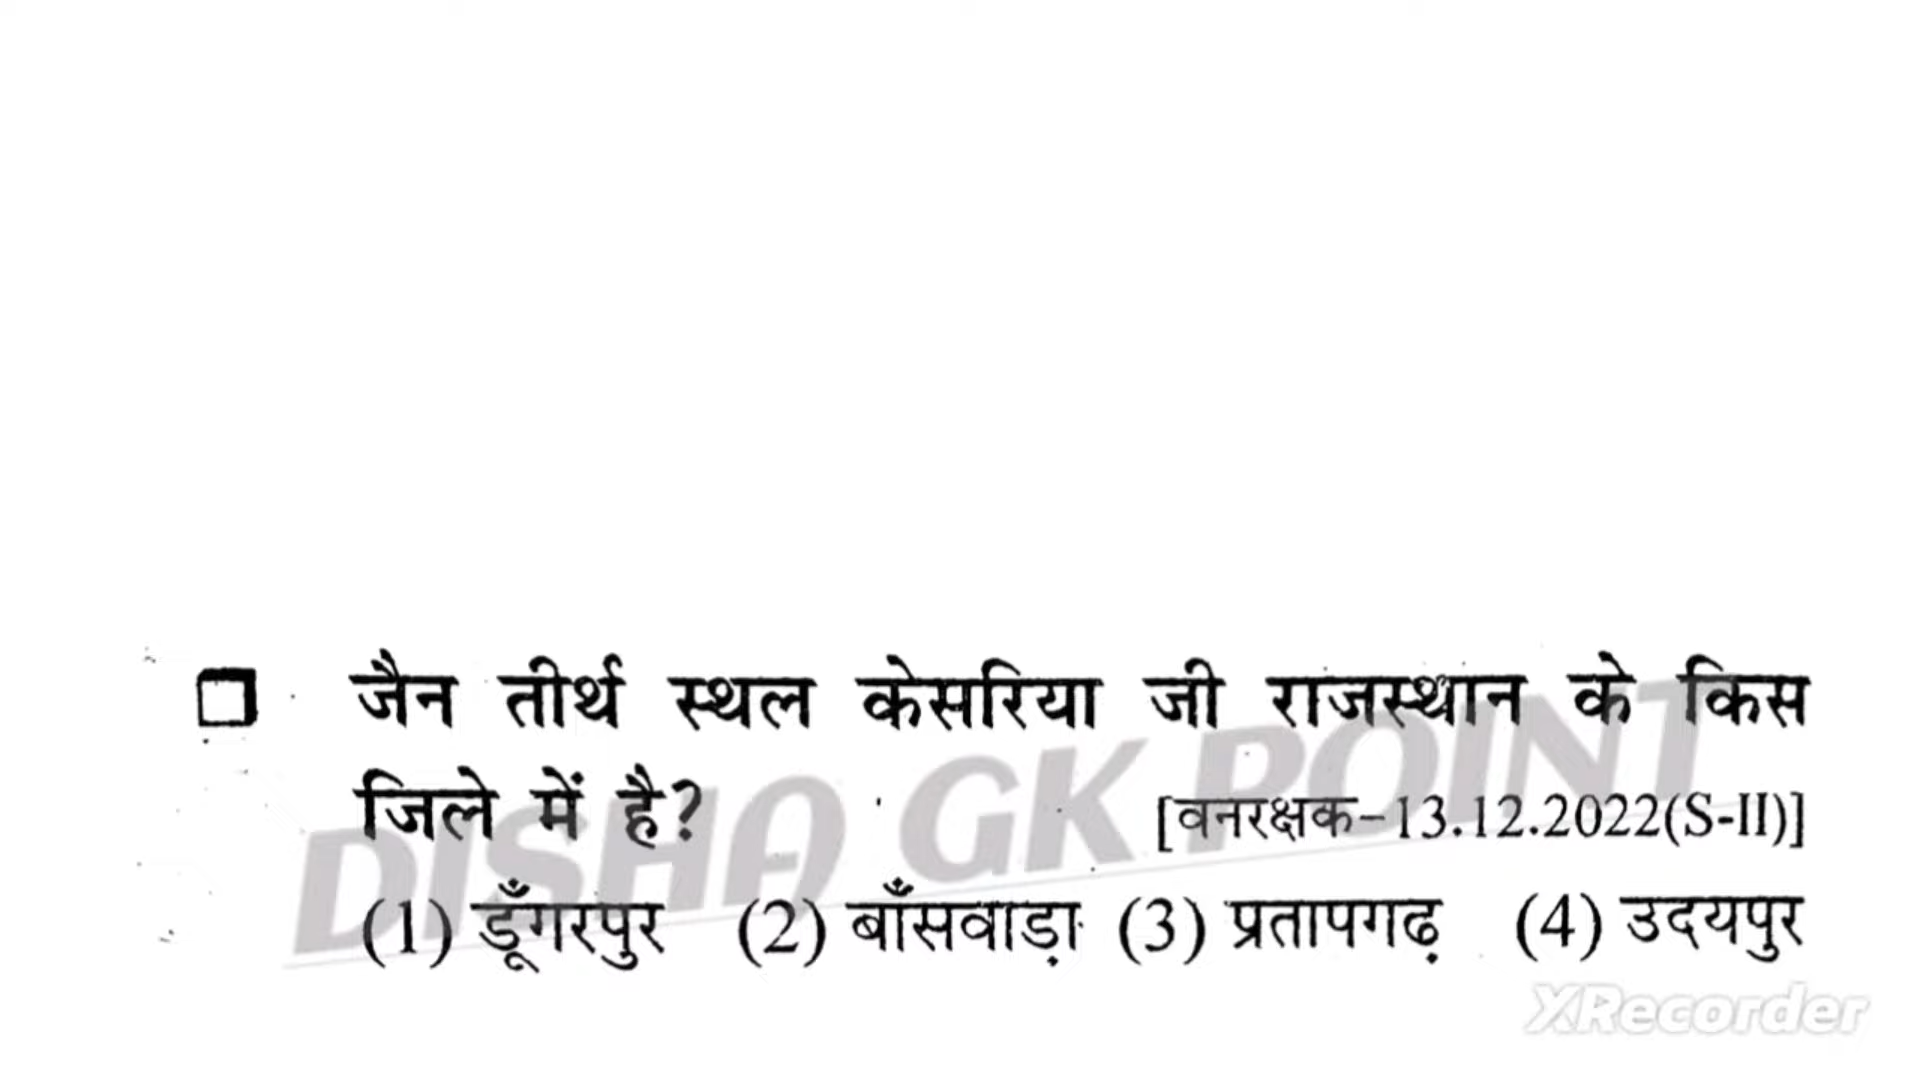 जैन तीर्थ स्थल केसरिया जी राजस्थान के किस
जिले में है?
[वनरक्षक–13.12.2022(S-II)]
(1) डूँगरपुर (2) बाँसवाड़ा (3) प्रतापगढ़ (4) उदयपुर
DISHA GK POINT
XRecorder